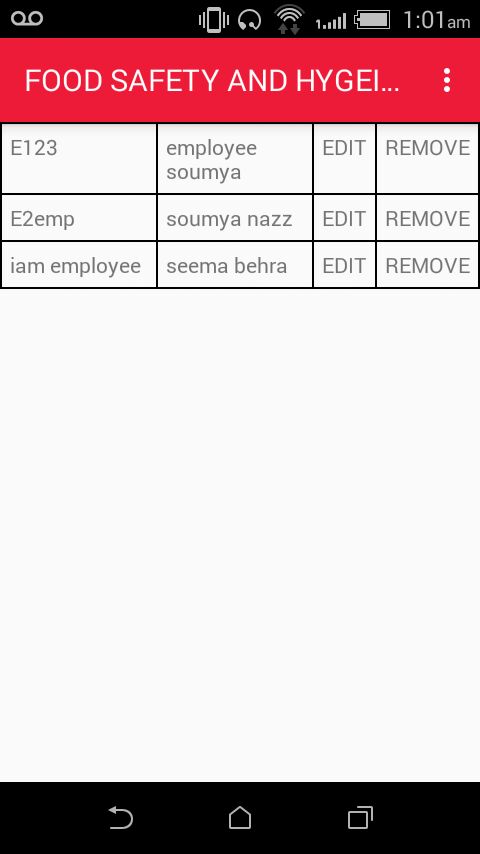 1:01am
FOOD SAFETY AND HYGEI...
E123 employee EDIT REMOVE
soumya
E2emp soumya nazz EDIT REMOVE
iam employee seema behra EDIT REMOVE